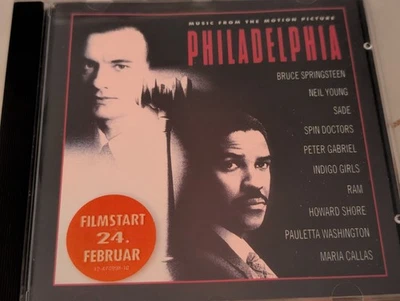 MUSIC FROM THE MOTION PICTURE
PHILADELPHIA
BRUCE SPRINGSTEEN
NEIL YOUNG
SADE
SPIN DOCTORS
PETER GABRIEL
INDIGO GIRLS
RAM
HOWARD SHORE
PAULETTA WASHINGTON
MARIA CALLAS
FILMSTART
24.
FEBRUAR